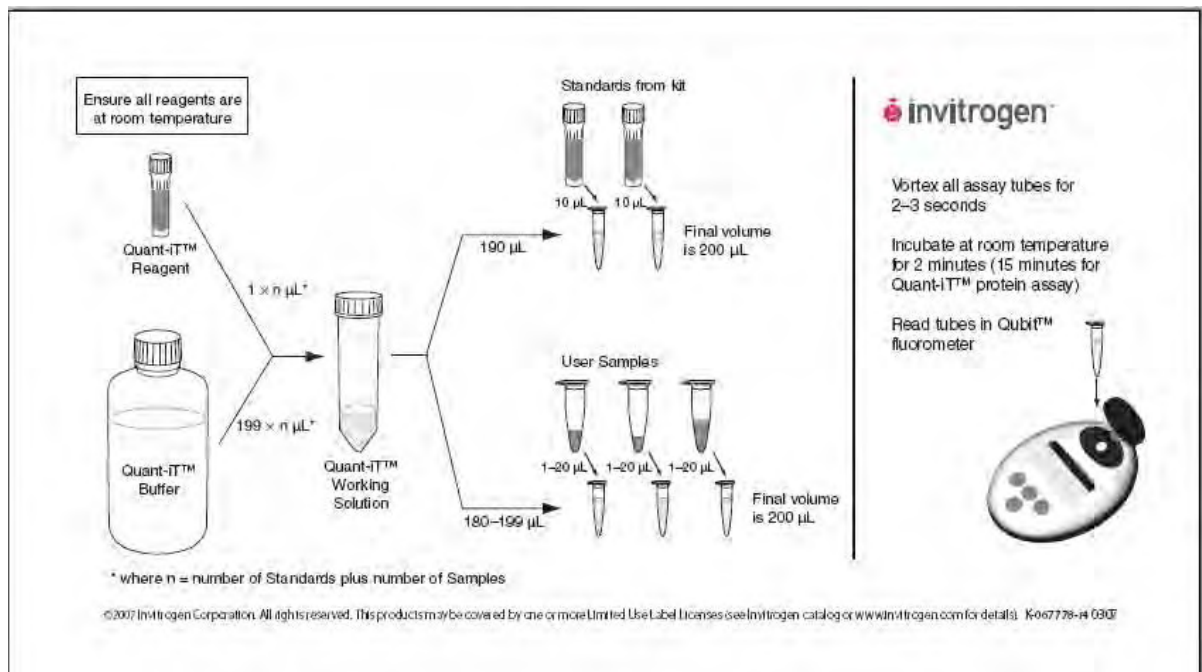 Ensure all reagents are
at room temperature
Quant-iT™
Reagent
1 × n µL*
199 × n µL*
Quant-iT™
Buffer
Quant-iT™
Working
Solution
190 µL
180–199 µL
Standards from kit
10 µL
10 µL
Final volume
is 200 µL
User Samples
1–20 µL
1–20 µL
1–20 µL
Final volume
is 200 µL
* where n = number of Standards plus number of Samples
invitrogen™
Vortex all assay tubes for
2–3 seconds
Incubate at room temperature
for 2 minutes (15 minutes for
Quant-iT™ protein assay)
Read tubes in Qubit™
fluorometer
©2007 Invitrogen Corporation. All rights reserved. This products may be covered by one or more Limited Use Label Licenses (see Invitrogen catalog or www.invitrogen.com for details). K-067778-r4 0307